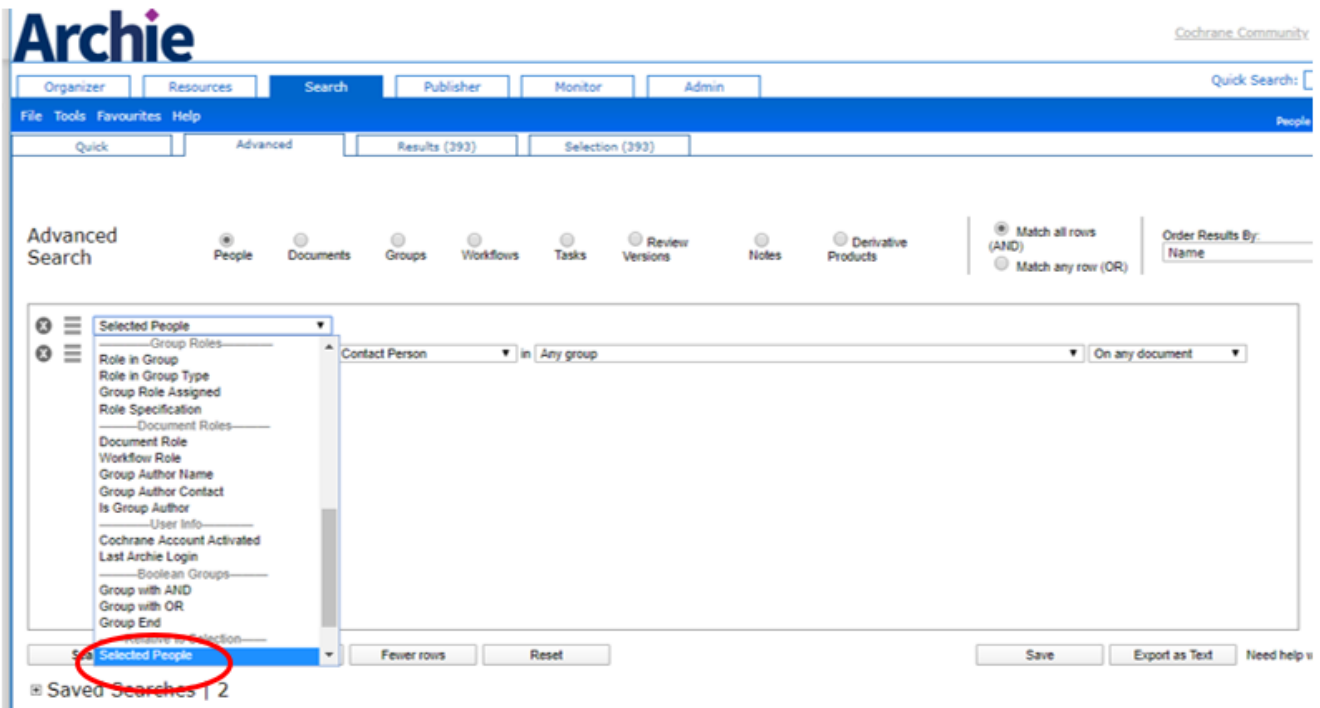 Archie
Cochrane Community
Organizer Resources Search Publisher Monitor Admin Quick Search:
File Tools Favourites Help People
Quick Advanced Results (393) Selection (393)
Advanced Search
People Documents Groups Workflows Tasks Review Versions Notes Derivative Products
Match all rows (AND)
Match any row (OR)
Order Results By:
Name
Selected People
Contact Person in Any group On any document
Group Roles
Role in Group
Role in Group Type
Group Role Assigned
Role Specification
Document Roles
Document Role
Workflow Role
Group Author Name
Group Author Contact
Is Group Author
User Info
Cochrane Account Activated
Last Archie Login
Boolean Groups
Group with AND
Group with OR
Group End
Relative to Selection
Selected People
Fewer rows Reset Save Export as Text Need help
Saved Searches | 2